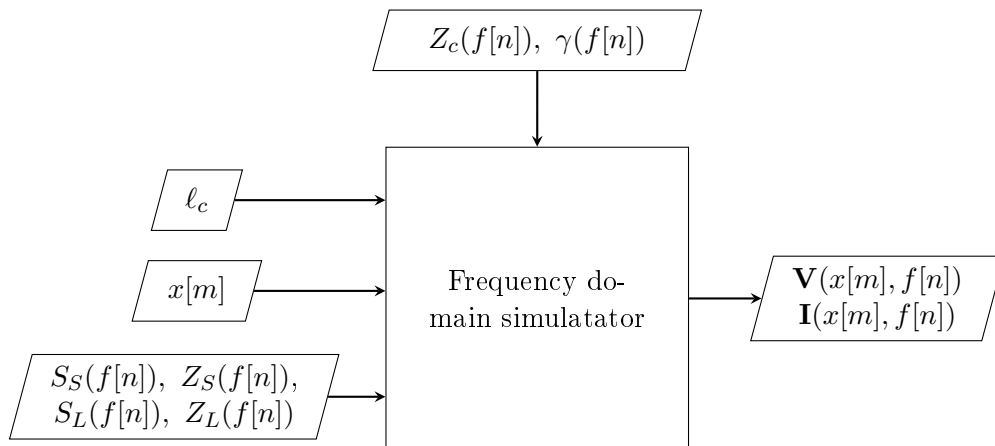 Z_c(f[n]), γ(f[n])
ℓ_c
x[m]
S_S(f[n]), Z_S(f[n]),
S_L(f[n]), Z_L(f[n])
Frequency do-
main simulatator
V(x[m], f[n])
I(x[m], f[n])